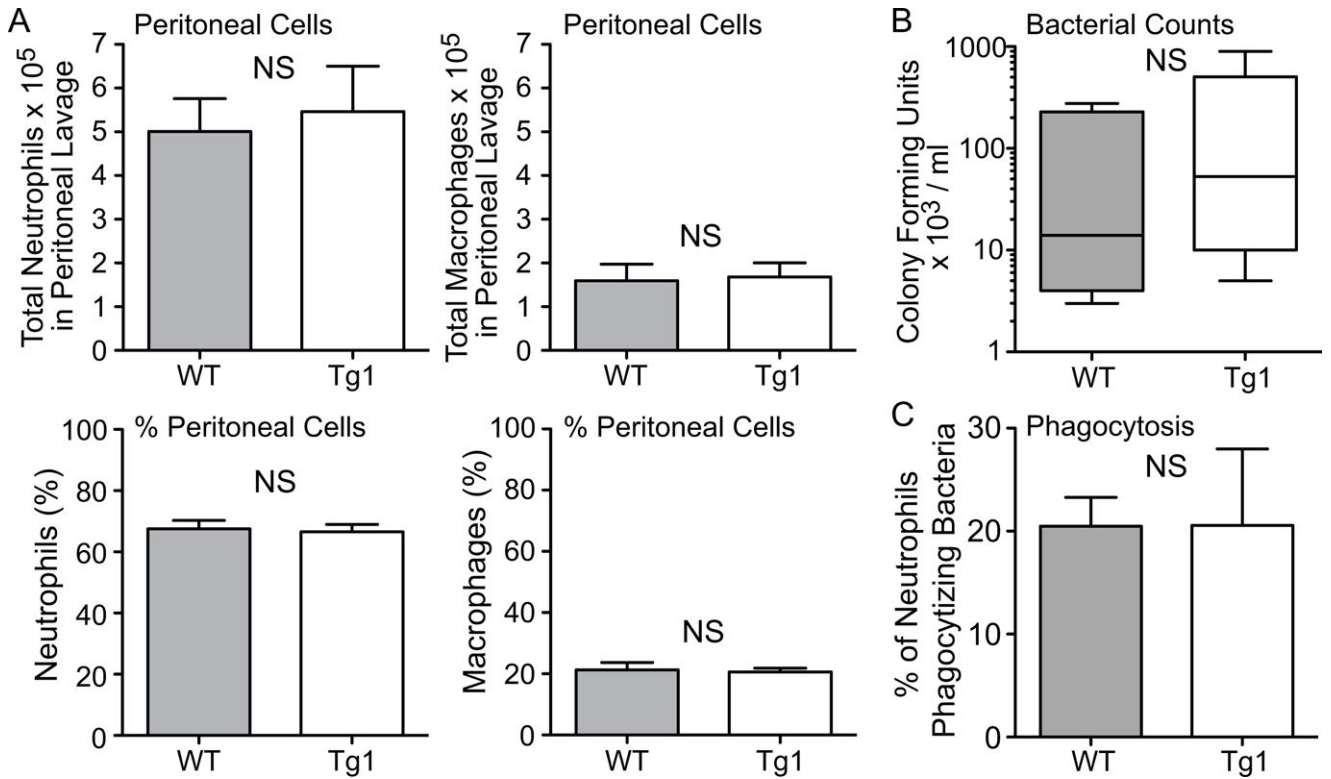 A
Peritoneal Cells
Total Neutrophils x 10⁵
in Peritoneal Lavage
7
6
5
4
3
2
1
0
NS
WT Tg1
Peritoneal Cells
Total Macrophages x 10⁵
in Peritoneal Lavage
7
6
5
4
3
2
1
0
NS
WT Tg1
B
Bacterial Counts
Colony Forming Units
x 10³ / ml
1000
100
10
1
NS
WT Tg1
% Peritoneal Cells
Neutrophils (%)
100
80
60
40
20
0
NS
WT Tg1
% Peritoneal Cells
Macrophages (%)
100
80
60
40
20
0
NS
WT Tg1
C
Phagocytosis
% of Neutrophils
Phagocytizing Bacteria
30
20
10
0
NS
WT Tg1